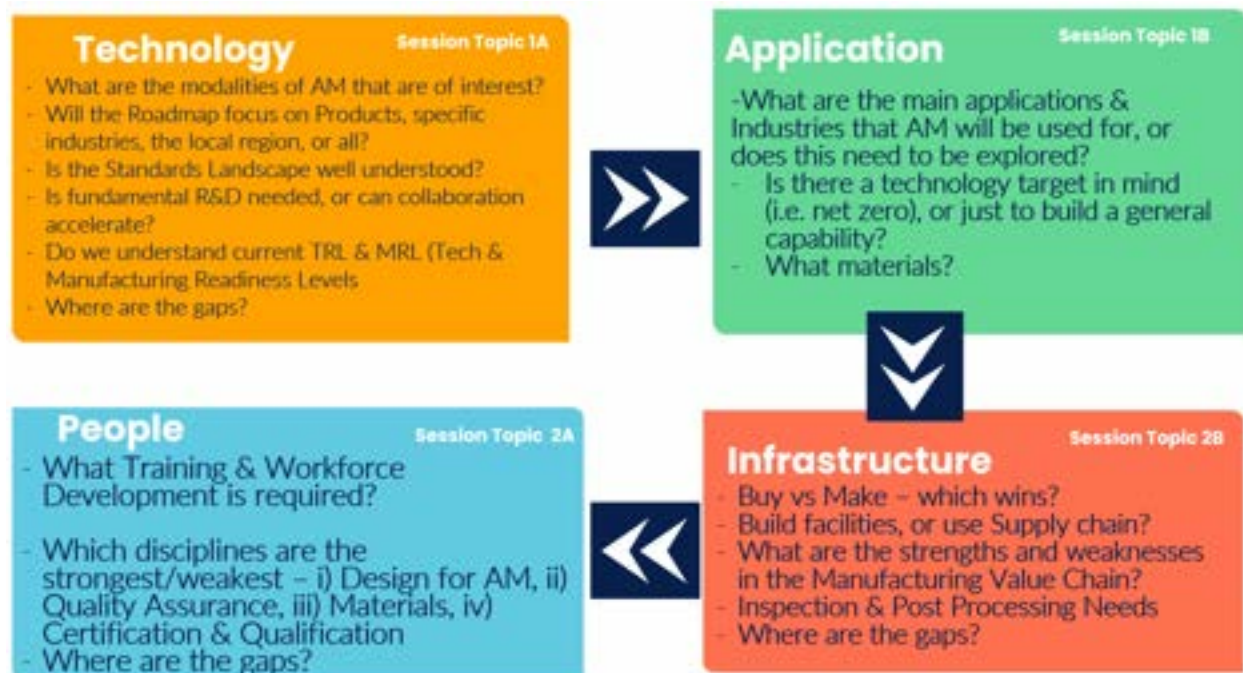 Technology
Session Topic 1A
- What are the modalities of AM that are of interest?
- Will the Roadmap focus on Products, specific
industries, the local region, or all?
- Is the Standards Landscape well understood?
- Is fundamental R&D needed, or can collaboration
accelerate?
- Do we understand current TRL & MRL (Tech &
Manufacturing Readiness Levels
- Where are the gaps?
Application
Session Topic 1B
-What are the main applications &
Industries that AM will be used for, or
does this need to be explored?
- Is there a technology target in mind
(i.e. net zero), or just to build a general
capability?
- What materials?
People
Session Topic 2A
- What Training & Workforce
Development is required?
- Which disciplines are the
strongest/weakest – i) Design for AM, ii)
Quality Assurance, iii) Materials, iv)
Certification & Qualification
- Where are the gaps?
Session Topic 2B
Infrastructure
- Buy vs Make – which wins?
- Build facilities, or use Supply chain?
- What are the strengths and weaknesses
in the Manufacturing Value Chain?
- Inspection & Post Processing Needs
- Where are the gaps?